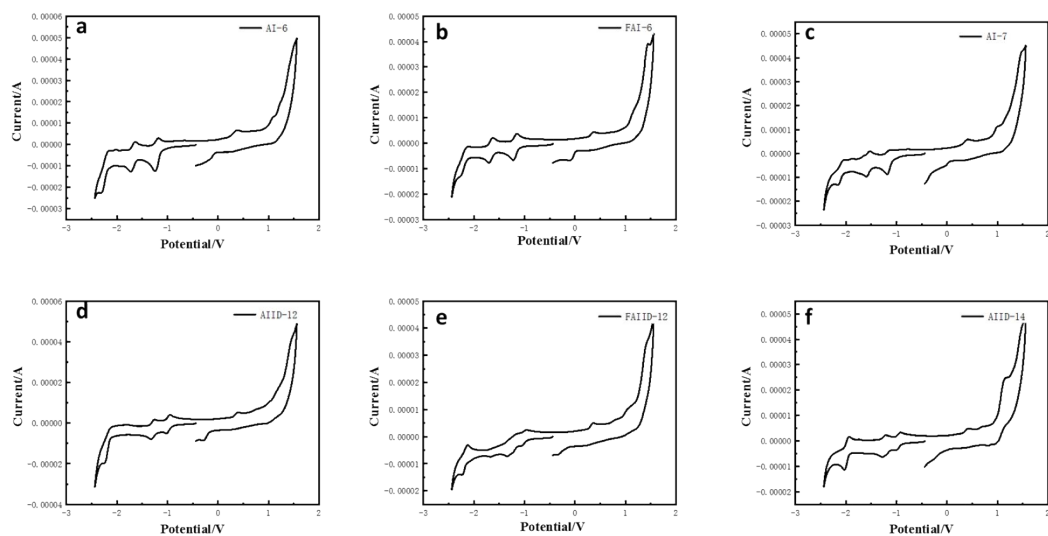 a
AI-6
0.00006
0.00005
0.00004
0.00003
0.00002
0.00001
0.00000
-0.00001
-0.00002
-0.00003
Current/A
-3 -2 -1 0 1 2
Potential/V
b
FAI-6
0.00005
0.00004
0.00003
0.00002
0.00001
0.00000
-0.00001
-0.00002
-0.00003
Current/A
-3 -2 -1 0 1 2
Potential/V
c
AI-7
0.00005
0.00004
0.00003
0.00002
0.00001
0.00000
-0.00001
-0.00002
-0.00003
Current/A
-3 -2 -1 0 1 2
Potential/V
d
AIID-12
0.00006
0.00004
0.00002
0.00000
-0.00002
-0.00004
Current/A
-3 -2 -1 0 1 2
Potential/V
e
FAIID-12
0.00005
0.00004
0.00003
0.00002
0.00001
0.00000
-0.00001
-0.00002
Current/A
-3 -2 -1 0 1 2
Potential/V
f
AIID-14
0.00005
0.00004
0.00003
0.00002
0.00001
0.00000
-0.00001
-0.00002
Current/A
-3 -2 -1 0 1 2
Potential/V